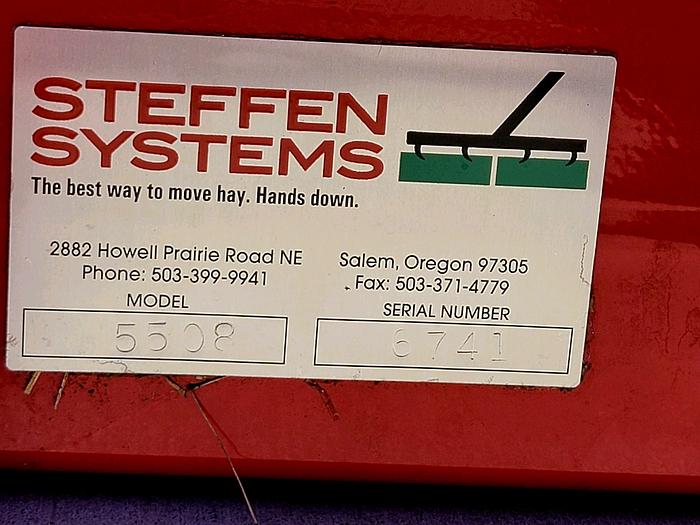 STEFFEN
SYSTEMS
The best way to move hay. Hands down.
2882 Howell Prairie Road NE Salem, Oregon 97305
Phone: 503-399-9941 Fax: 503-371-4779
MODEL SERIAL NUMBER
5508 6741